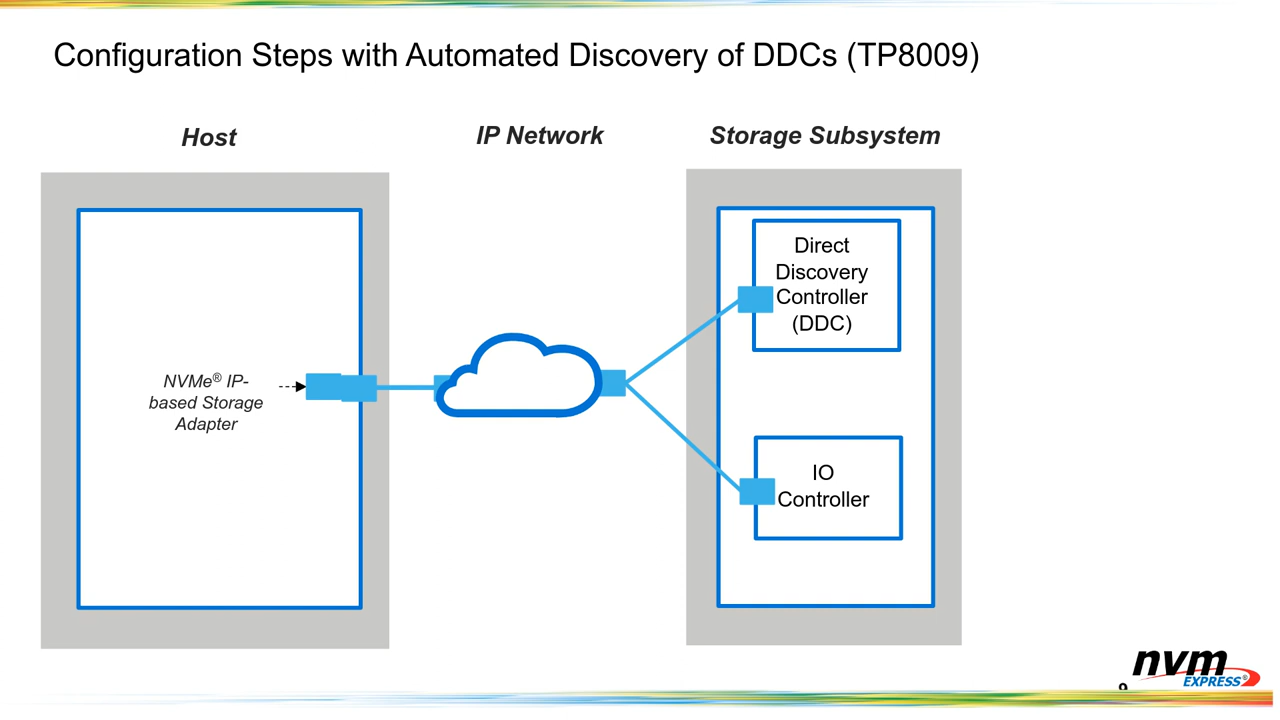 Configuration Steps with Automated Discovery of DDCs (TP8009)
Host
IP Network
Storage Subsystem
Direct
Discovery
Controller
(DDC)
NVMe® IP-
based Storage
Adapter
IO
Controller
nvm
EXPRESS®